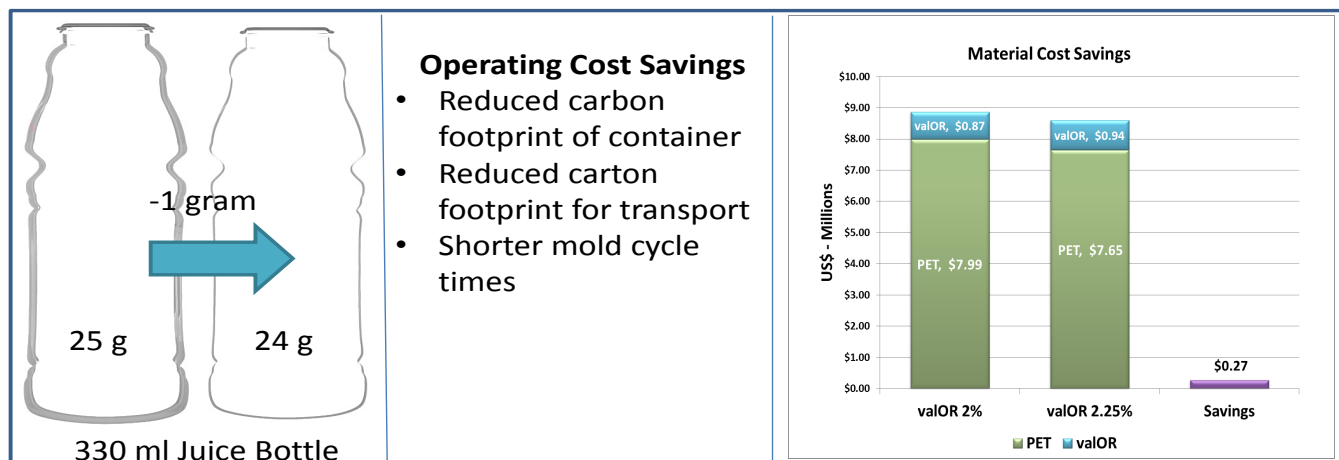 -1 gram
25 g
24 g
330 ml Juice Bottle
Operating Cost Savings
• Reduced carbon
footprint of container
• Reduced carton
footprint for transport
• Shorter mold cycle
times
Material Cost Savings
US$ - Millions
$10.00
$9.00
$8.00
$7.00
$6.00
$5.00
$4.00
$3.00
$2.00
$1.00
$0.00
valOR, $0.87
PET, $7.99
valOR, $0.94
PET, $7.65
$0.27
valOR 2%
valOR 2.25%
Savings
PET
valOR